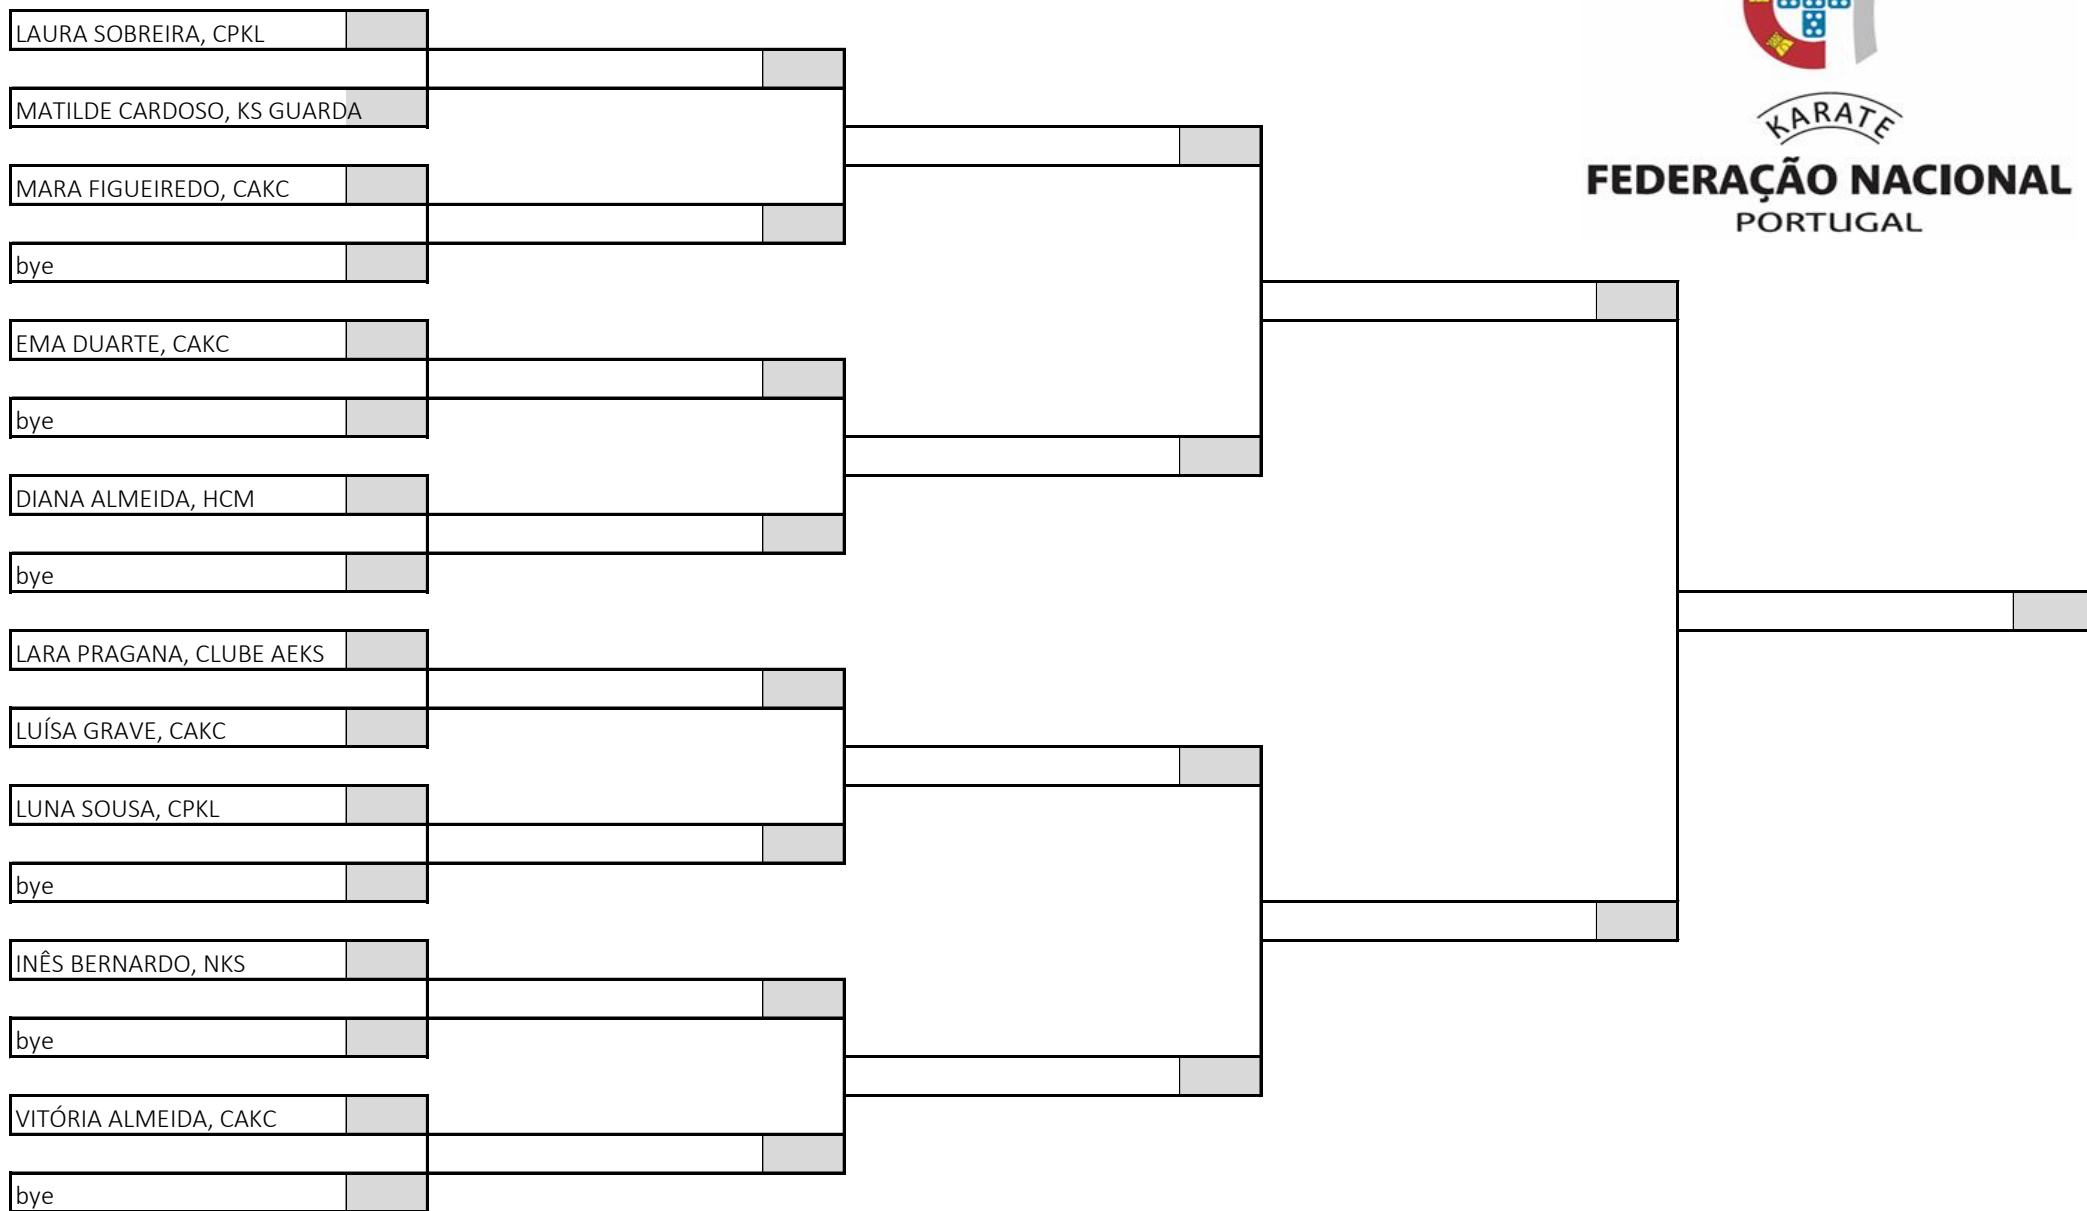 LAURA SOBREIRA, CPKL
MATILDE CARDOSO, KS GUARDA
MARA FIGUEIREDO, CAKC
bye
EMA DUARTE, CAKC
bye
DIANA ALMEIDA, HCM
bye
LARA PRAGANA, CLUBE AEKS
LUÍSA GRAVE, CAKC
LUNA SOUSA, CPKL
bye
INÊS BERNARDO, NKS
bye
VITÓRIA ALMEIDA, CAKC
bye
KARATE
FEDERAÇÃO NACIONAL
PORTUGAL